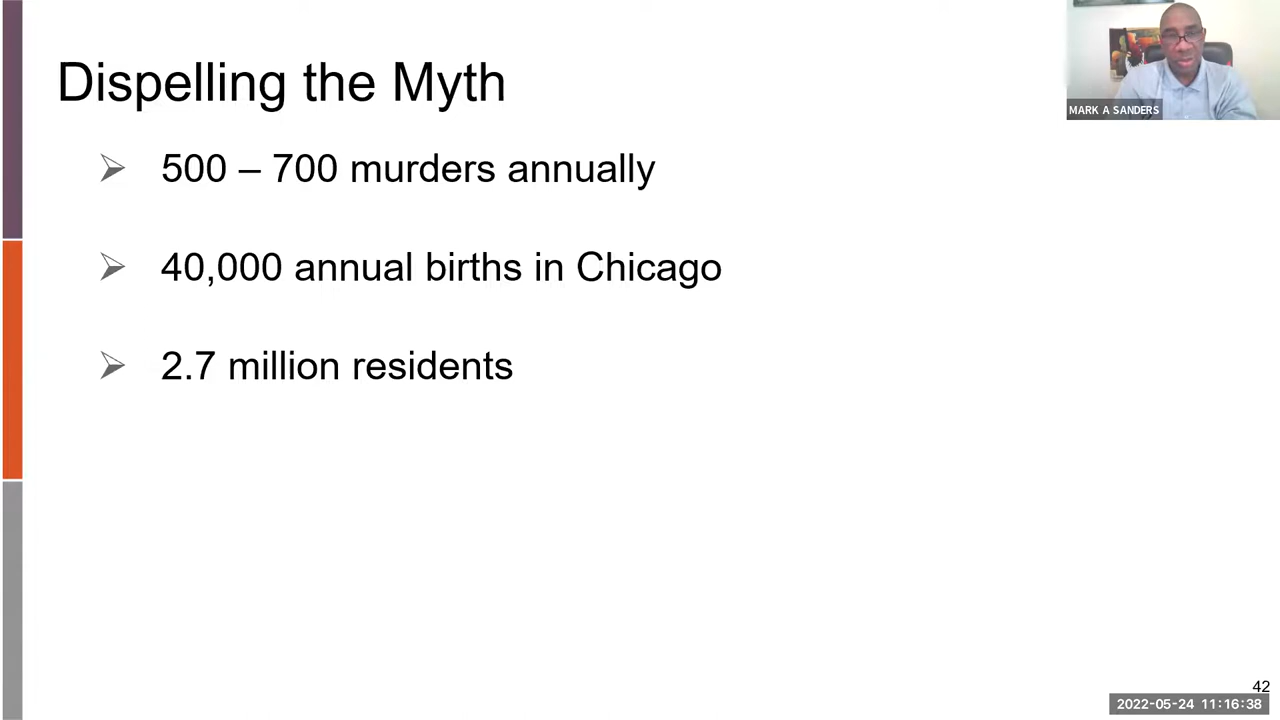 Dispelling the Myth
MARK A SANDERS
500 – 700 murders annually
40,000 annual births in Chicago
2.7 million residents
42
2022-05-24 11:16:38